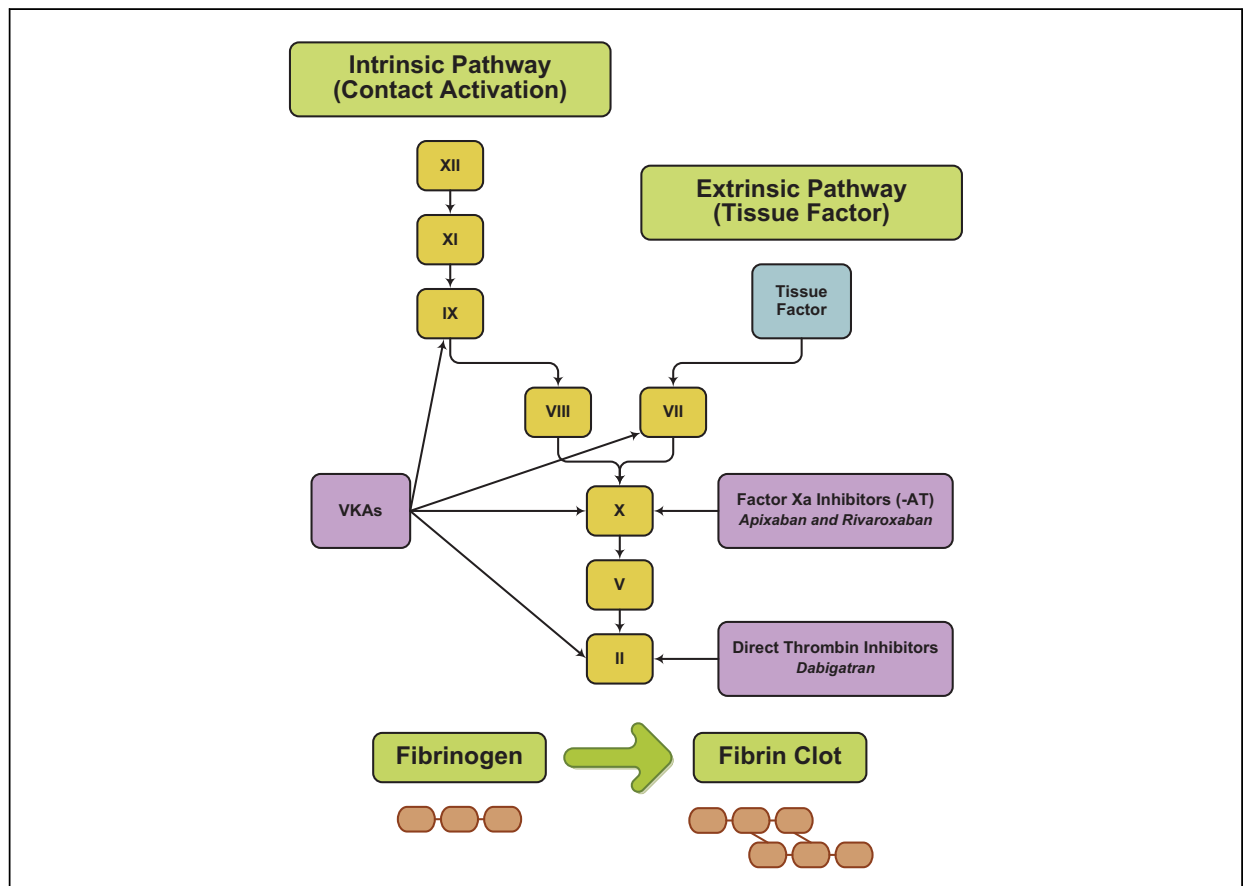 Intrinsic Pathway
(Contact Activation)
XII
Extrinsic Pathway
(Tissue Factor)
XI
Tissue
Factor
IX
VIII
VII
VKAs
X
Factor Xa Inhibitors (-AT)
Apixaban and Rivaroxaban
V
II
Direct Thrombin Inhibitors
Dabigatran
Fibrinogen
Fibrin Clot